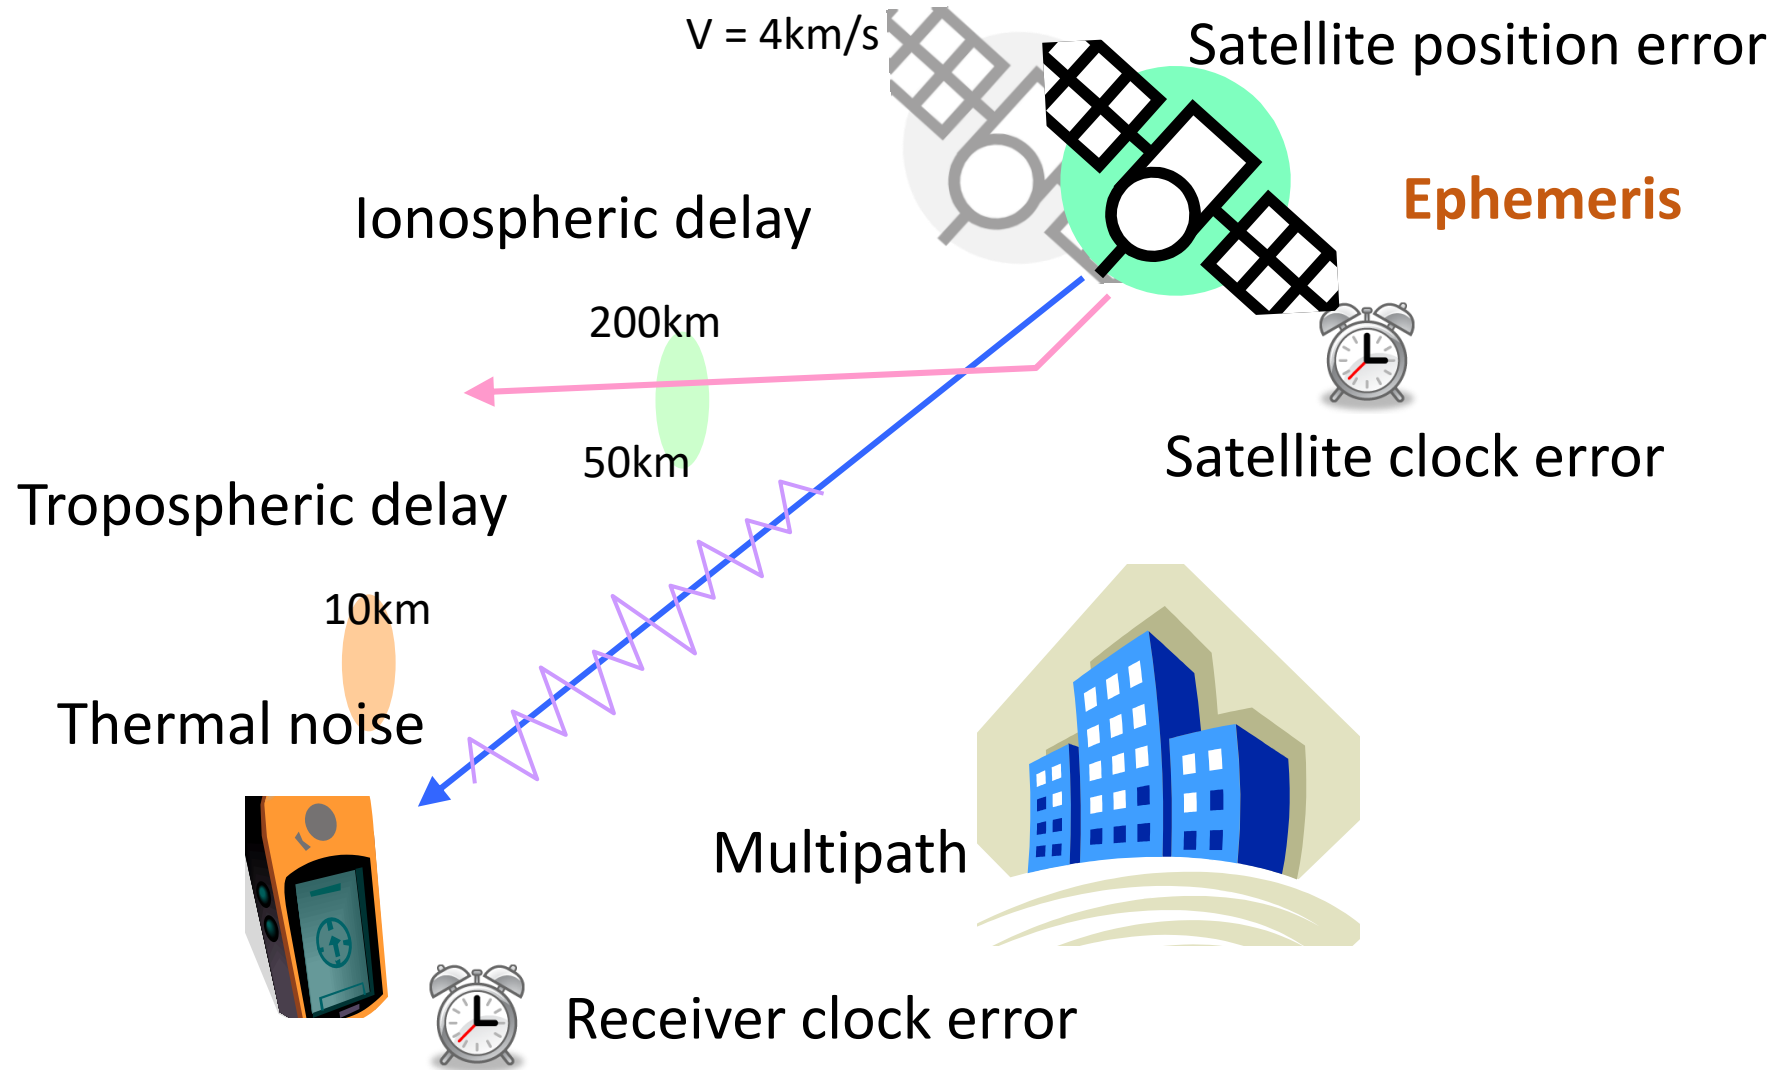 V = 4km/s
Satellite position error
Ephemeris
Ionospheric delay
200km
50km
Satellite clock error
Tropospheric delay
10km
Thermal noise
Multipath
Receiver clock error